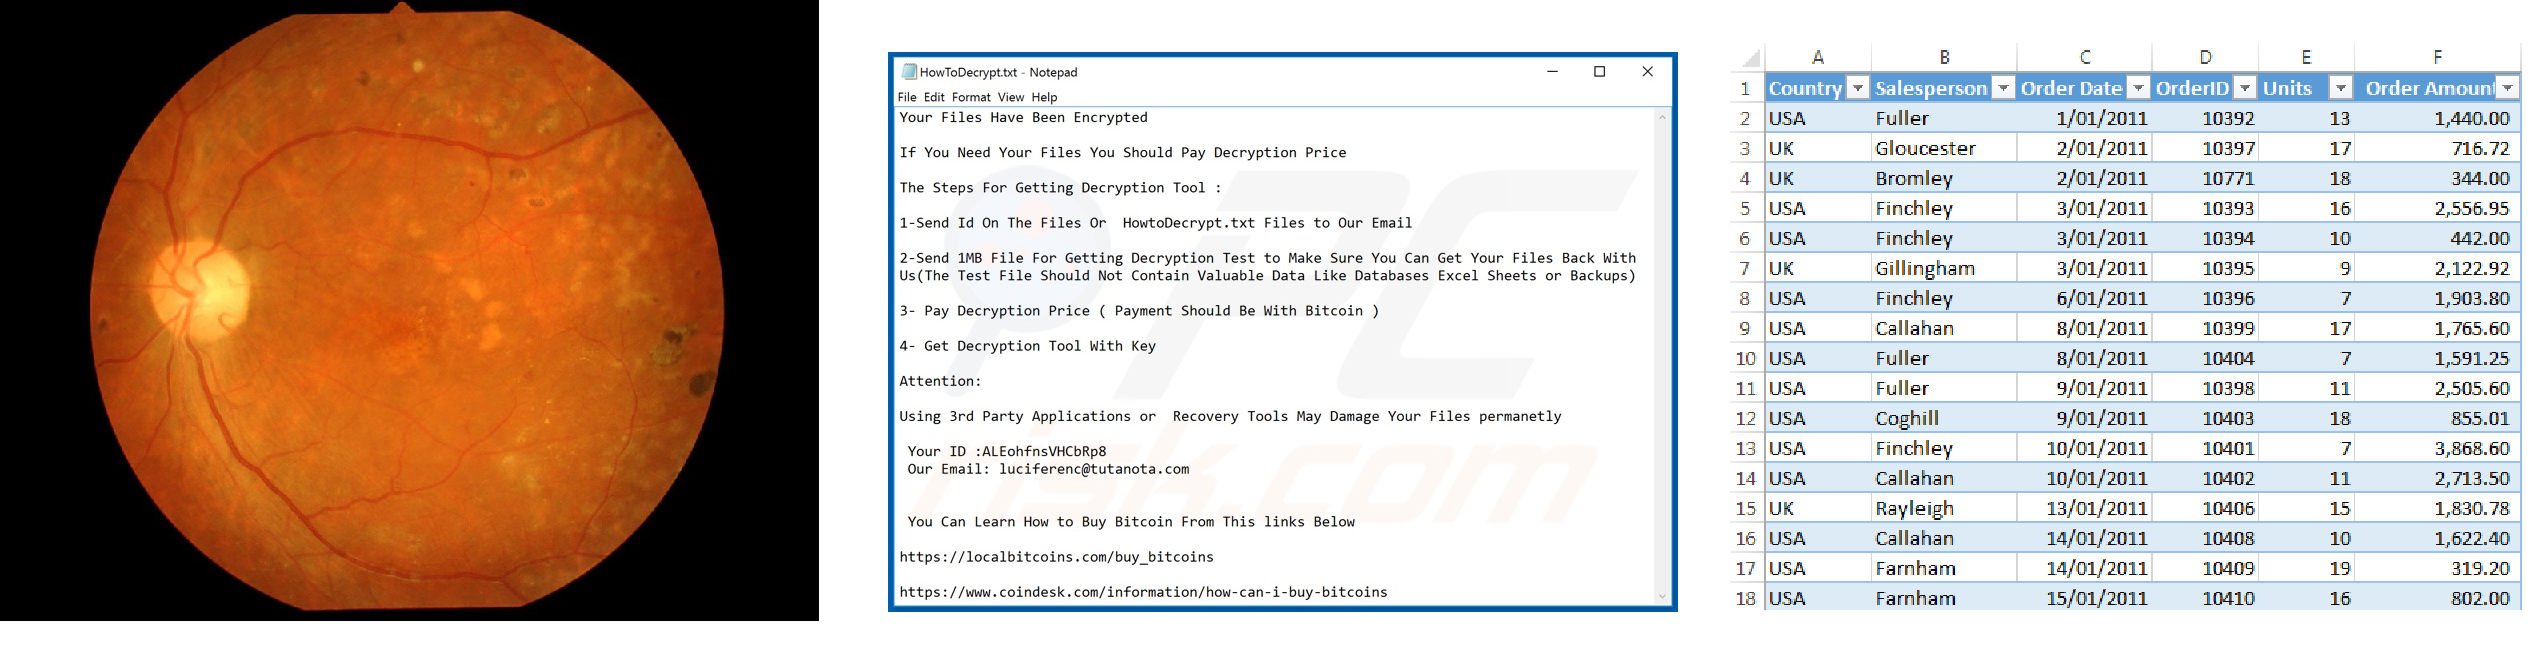 HowToDecrypt.txt - Notepad
File Edit Format View Help
Your Files Have Been Encrypted
If You Need Your Files You Should Pay Decryption Price
The Steps For Getting Decryption Tool :
1-Send Id On The Files Or  HowtoDecrypt.txt Files to Our Email
2-Send 1MB File For Getting Decryption Test to Make Sure You Can Get Your Files Back With
Us(The Test File Should Not Contain Valuable Data Like Databases Excel Sheets or Backups)
3- Pay Decryption Price ( Payment Should Be With Bitcoin )
4- Get Decryption Tool With Key
Attention:
Using 3rd Party Applications or  Recovery Tools May Damage Your Files permanetly
Your ID :ALEohfnsVHCbRp8
Our Email: luciferenc@tutanota.com
You Can Learn How to Buy Bitcoin From This links Below
https://localbitcoins.com/buy_bitcoins
https://www.coindesk.com/information/how-can-i-buy-bitcoins
PC
risk.com
A B C D E F
1 Country Salesperson Order Date OrderID Units Order Amount
2 USA Fuller 1/01/2011 10392 13 1,440.00
3 UK Gloucester 2/01/2011 10397 17 716.72
4 UK Bromley 2/01/2011 10771 18 344.00
5 USA Finchley 3/01/2011 10393 16 2,556.95
6 USA Finchley 3/01/2011 10394 10 442.00
7 UK Gillingham 3/01/2011 10395 9 2,122.92
8 USA Finchley 6/01/2011 10396 7 1,903.80
9 USA Callahan 8/01/2011 10399 17 1,765.60
10 USA Fuller 8/01/2011 10404 7 1,591.25
11 USA Fuller 9/01/2011 10398 11 2,505.60
12 USA Coghill 9/01/2011 10403 18 855.01
13 USA Finchley 10/01/2011 10401 7 3,868.60
14 USA Callahan 10/01/2011 10402 11 2,713.50
15 UK Rayleigh 13/01/2011 10406 15 1,830.78
16 USA Callahan 14/01/2011 10408 10 1,622.40
17 USA Farnham 14/01/2011 10409 19 319.20
18 USA Farnham 15/01/2011 10410 16 802.00